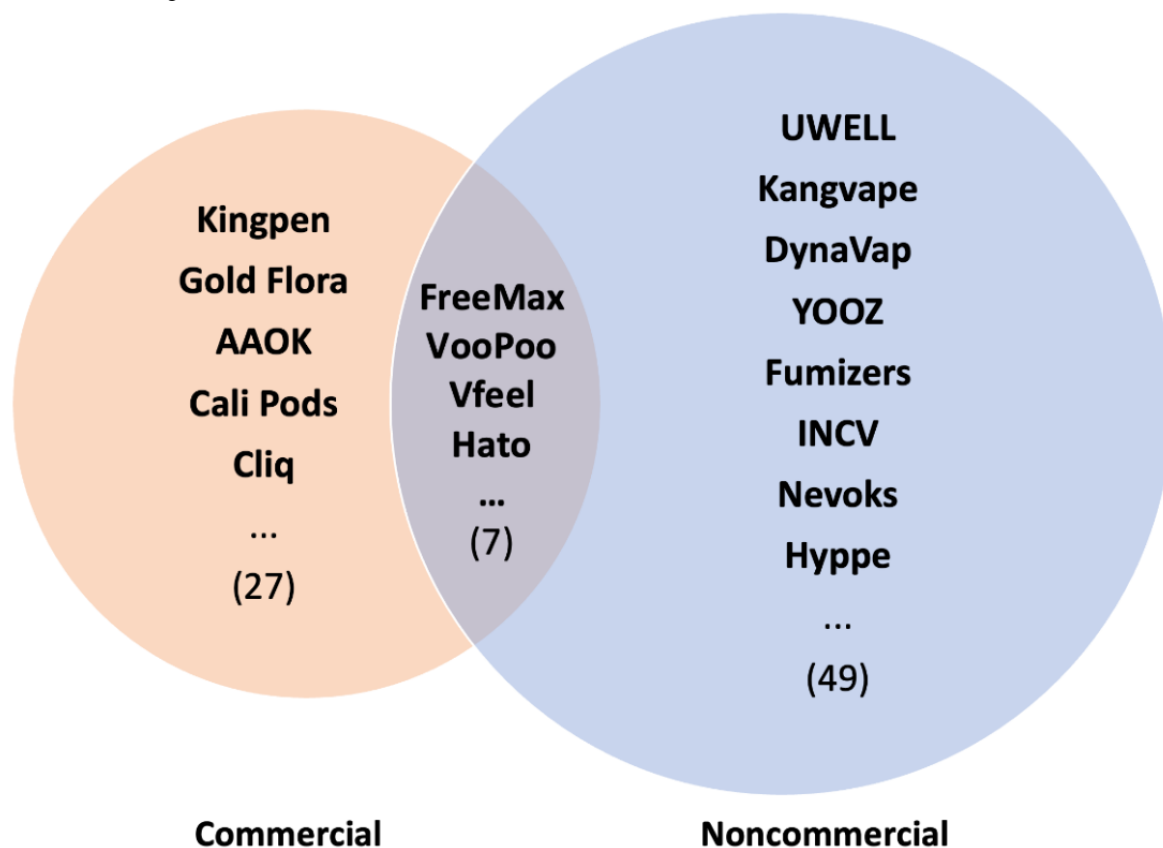 Kingpen
Gold Flora
AAOK
Cali Pods
Cliq
...
(27)
FreeMax
VooPoo
Vfeel
Hato
...
(7)
UWELL
Kangvape
DynaVap
YOOZ
Fumizers
INCV
Nevoks
Hyppe
...
(49)
Commercial
Noncommercial